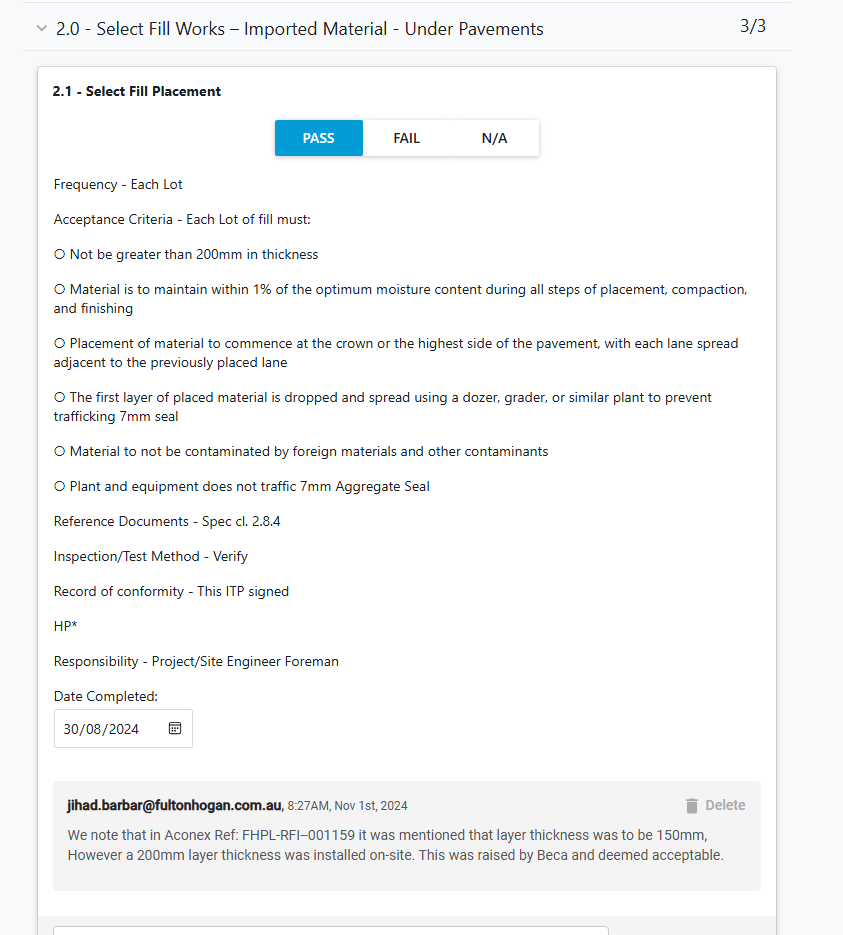 2.0 - Select Fill Works – Imported Material - Under Pavements 3/3
2.1 - Select Fill Placement
PASS FAIL N/A
Frequency - Each Lot
Acceptance Criteria - Each Lot of fill must:
O Not be greater than 200mm in thickness
O Material is to maintain within 1% of the optimum moisture content during all steps of placement, compaction,
and finishing
O Placement of material to commence at the crown or the highest side of the pavement, with each lane spread
adjacent to the previously placed lane
O The first layer of placed material is dropped and spread using a dozer, grader, or similar plant to prevent
trafficking 7mm seal
O Material to not be contaminated by foreign materials and other contaminants
O Plant and equipment does not traffic 7mm Aggregate Seal
Reference Documents - Spec cl. 2.8.4
Inspection/Test Method - Verify
Record of conformity - This ITP signed
HP*
Responsibility - Project/Site Engineer Foreman
Date Completed:
30/08/2024
jihad.barbar@fultonhogan.com.au, 8:27AM, Nov 1st, 2024 Delete
We note that in Aconex Ref: FHPL-RFI–001159 it was mentioned that layer thickness was to be 150mm,
However a 200mm layer thickness was installed on-site. This was raised by Beca and deemed acceptable.